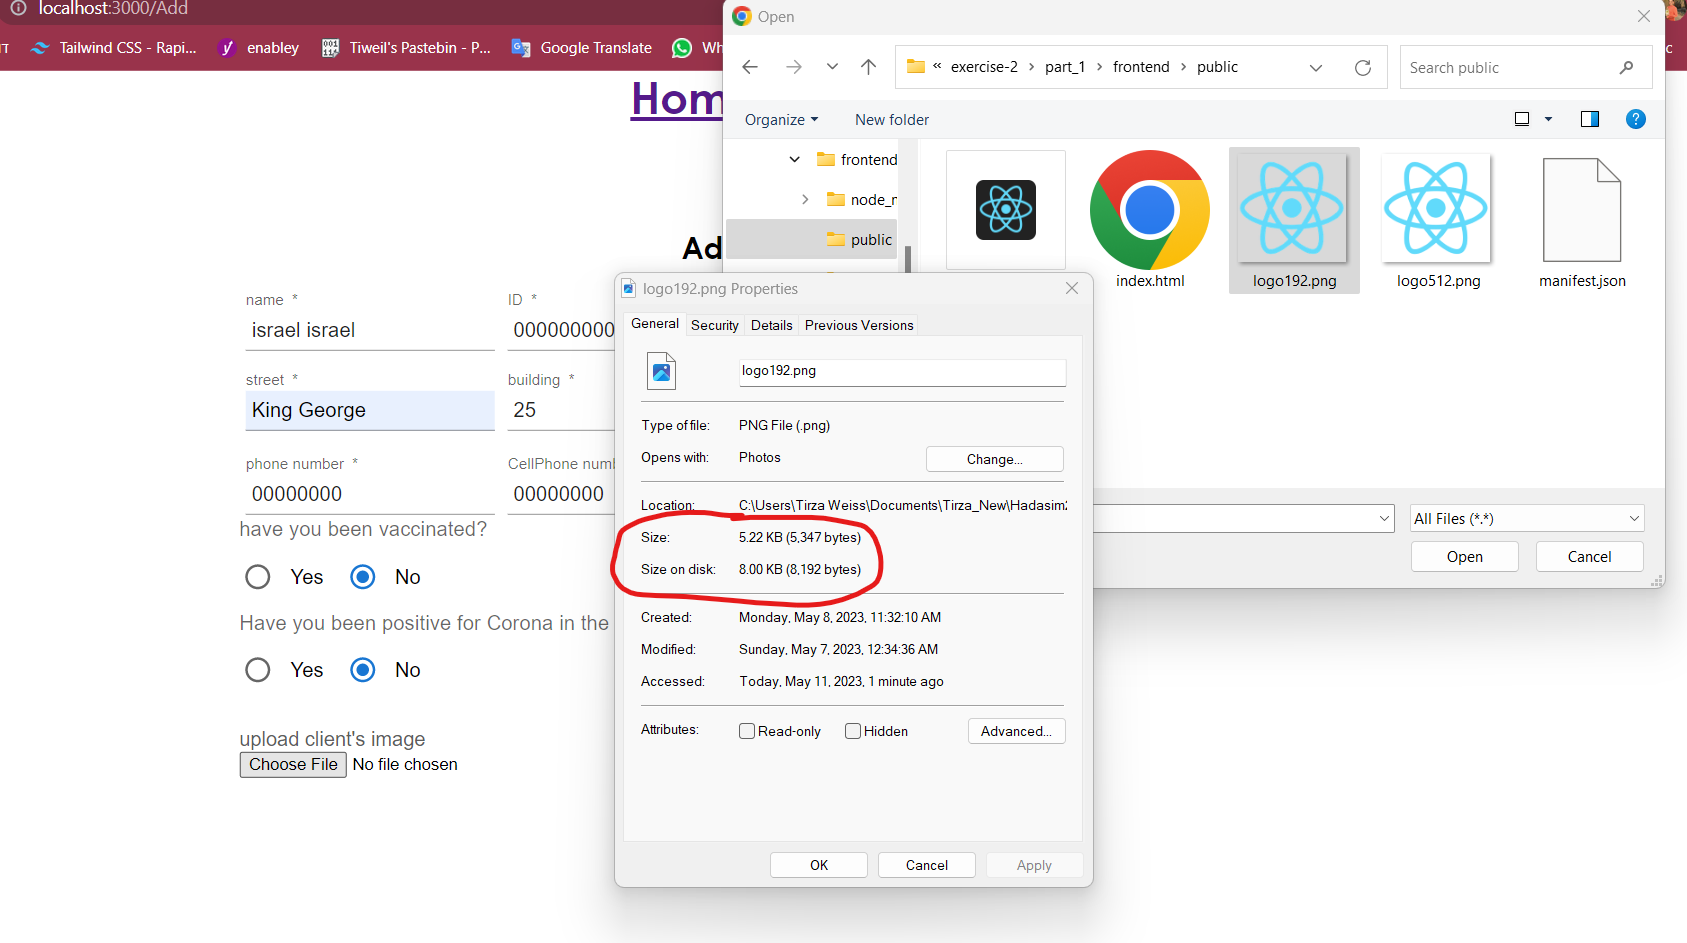 localhost:3000/Add
Tailwind CSS - Rapi...
enabley
Tiweil's Pastebin - P...
Google Translate
Hom
Ad
name *
israel israel
ID *
000000000
street *
King George
building *
25
phone number *
00000000
CellPhone num
00000000
have you been vaccinated?
Yes
No
Have you been positive for Corona in the
Yes
No
upload client's image
Choose File No file chosen
Open
« exercise-2 › part_1 › frontend › public
Search public
Organize
New folder
frontend
node_r
public
index.html
logo192.png
logo512.png
manifest.json
All Files (*.*)
Open
Cancel
logo192.png Properties
General
Security
Details
Previous Versions
logo192.png
Type of file: PNG File (.png)
Opens with: Photos
Change...
Location: C:\Users\Tirza Weiss\Documents\Tirza_New\Hadasim
Size: 5.22 KB (5,347 bytes)
Size on disk: 8.00 KB (8,192 bytes)
Created: Monday, May 8, 2023, 11:32:10 AM
Modified: Sunday, May 7, 2023, 12:34:36 AM
Accessed: Today, May 11, 2023, 1 minute ago
Attributes: Read-only Hidden
Advanced...
OK
Cancel
Apply